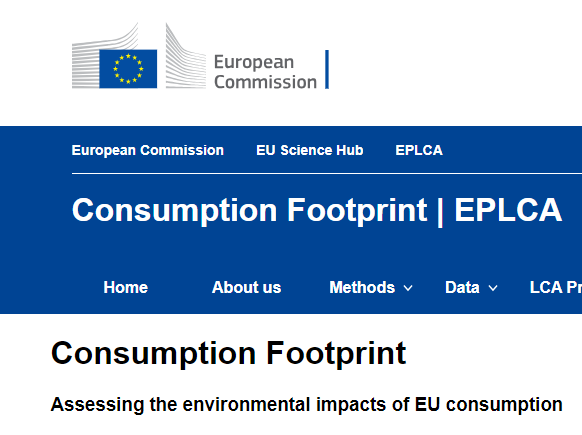 European
Commission
European Commission EU Science Hub EPLCA
Consumption Footprint | EPLCA
Home About us Methods Data LCA Pr
Consumption Footprint
Assessing the environmental impacts of EU consumption